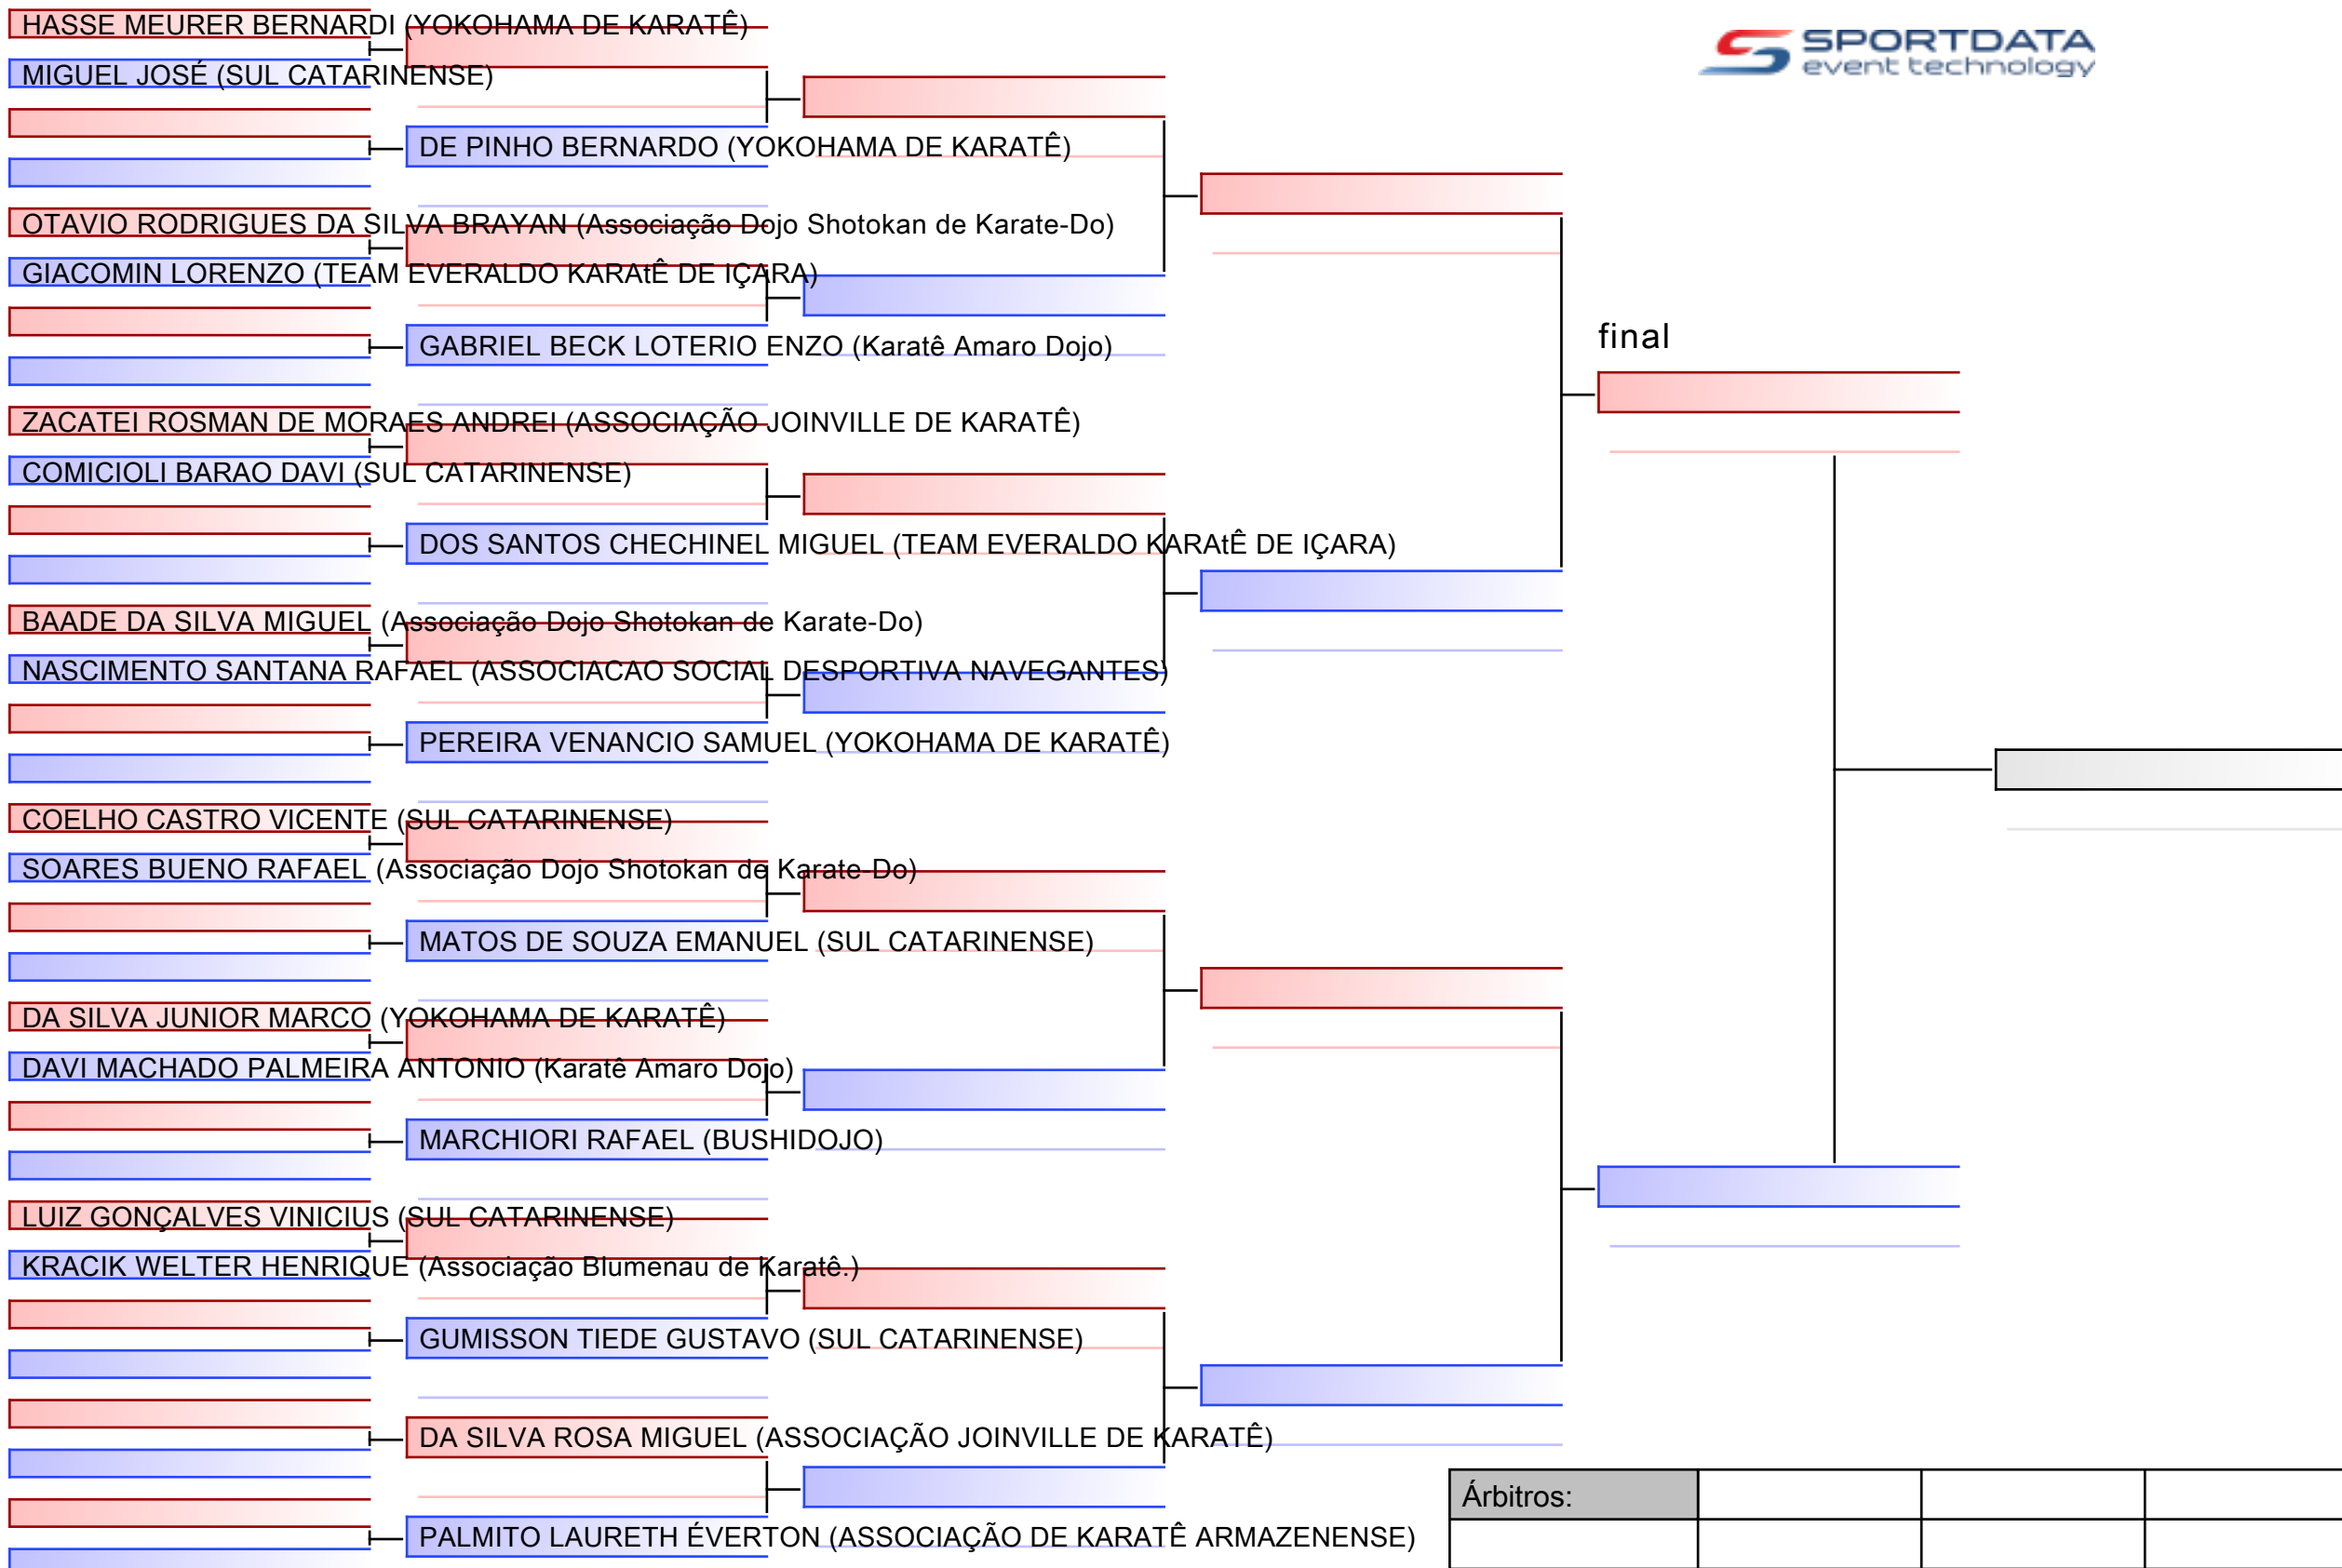 HASSE MEURER BERNARDI (YOKOHAMA DE KARATÊ)
SPORTDATA
event technology
MIGUEL JOSÉ (SUL CATARINENSE)
DE PINHO BERNARDO (YOKOHAMA DE KARATÊ)
OTAVIO RODRIGUES DA SILVA BRAYAN (Associação Dojo Shotokan de Karate-Do)
GIACOMIN LORENZO (TEAM EVERALDO KARAtÊ DE IÇARA)
GABRIEL BECK LOTERIO ENZO (Karatê Amaro Dojo)
final
ZACATEI ROSMAN DE MORAES ANDREI (ASSOCIAÇÃO JOINVILLE DE KARATÊ)
COMICIOLI BARAO DAVI (SUL CATARINENSE)
DOS SANTOS CHECHINEL MIGUEL (TEAM EVERALDO KARAtÊ DE IÇARA)
BAADE DA SILVA MIGUEL (Associação Dojo Shotokan de Karate-Do)
NASCIMENTO SANTANA RAFAEL (ASSOCIACAO SOCIAL DESPORTIVA NAVEGANTES)
PEREIRA VENANCIO SAMUEL (YOKOHAMA DE KARATÊ)
COELHO CASTRO VICENTE (SUL CATARINENSE)
SOARES BUENO RAFAEL (Associação Dojo Shotokan de Karate-Do)
MATOS DE SOUZA EMANUEL (SUL CATARINENSE)
DA SILVA JUNIOR MARCO (YOKOHAMA DE KARATÊ)
DAVI MACHADO PALMEIRA ANTONIO (Karatê Amaro Dojo)
MARCHIORI RAFAEL (BUSHIDOJO)
LUIZ GONÇALVES VINICIUS (SUL CATARINENSE)
KRACIK WELTER HENRIQUE (Associação Blumenau de Karatê.)
GUMISSON TIEDE GUSTAVO (SUL CATARINENSE)
DA SILVA ROSA MIGUEL (ASSOCIAÇÃO JOINVILLE DE KARATÊ)
Árbitros:
PALMITO LAURETH ÉVERTON (ASSOCIAÇÃO DE KARATÊ ARMAZENENSE)